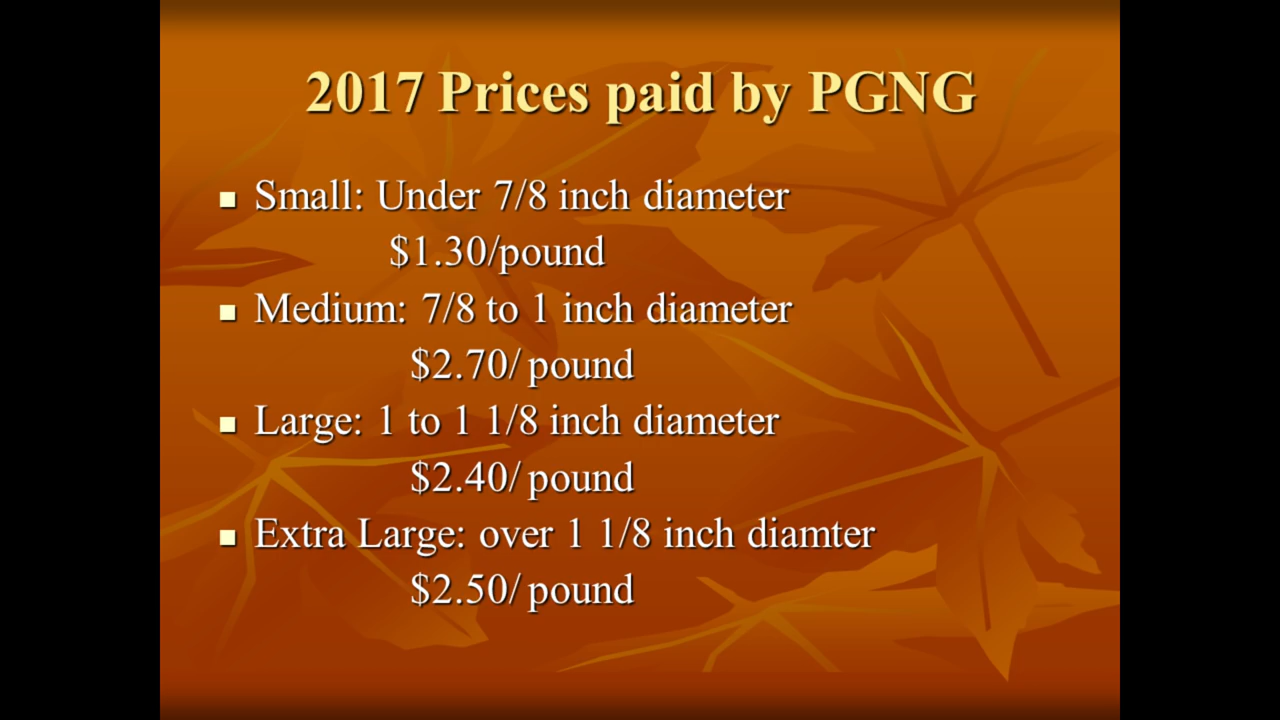 2017 Prices paid by PGNG
Small: Under 7/8 inch diameter
$1.30/pound
Medium: 7/8 to 1 inch diameter
$2.70/ pound
Large: 1 to 1 1/8 inch diameter
$2.40/ pound
Extra Large: over 1 1/8 inch diamter
$2.50/ pound